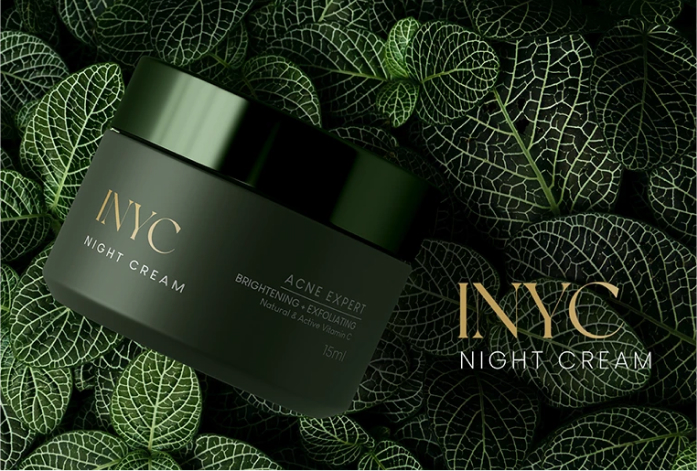 INYC
NIGHT CREAM
ACNE EXPERT
BRIGHTENING + EXFOLIATING
Natural & Active Vitamin C
15ml
INYC
NIGHT CREAM